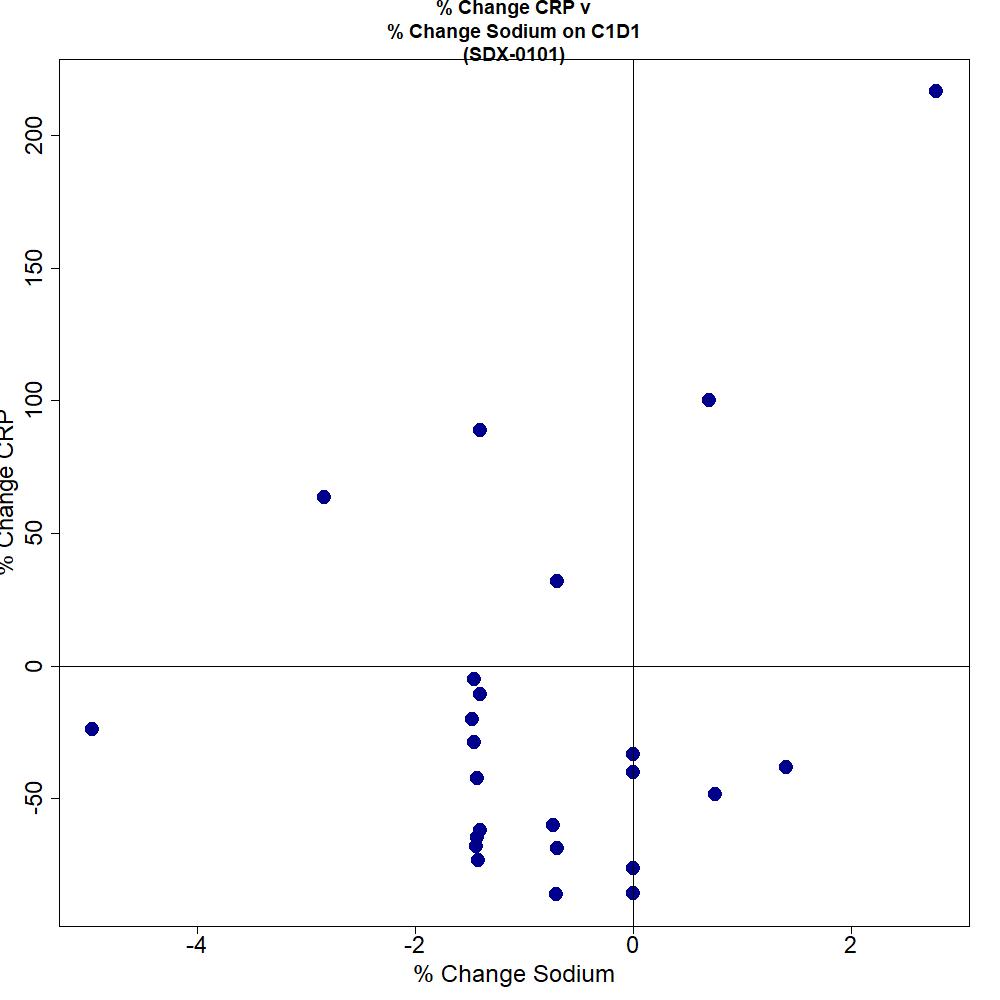 % Change CRP v
% Change Sodium on C1D1
(SDX-0101)
% Change CRP
200
150
100
50
0
-50
-4
-2
0
2
% Change Sodium